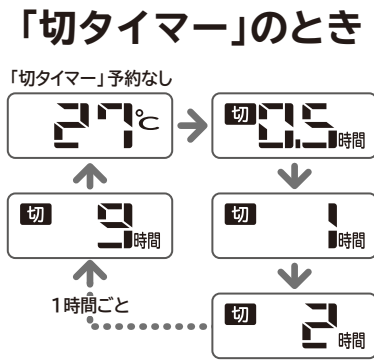 「切タイマー」のとき
「切タイマー」予約なし
27℃
切 0.5時間
切 9時間
切 1時間
1時間ごと
切 2時間